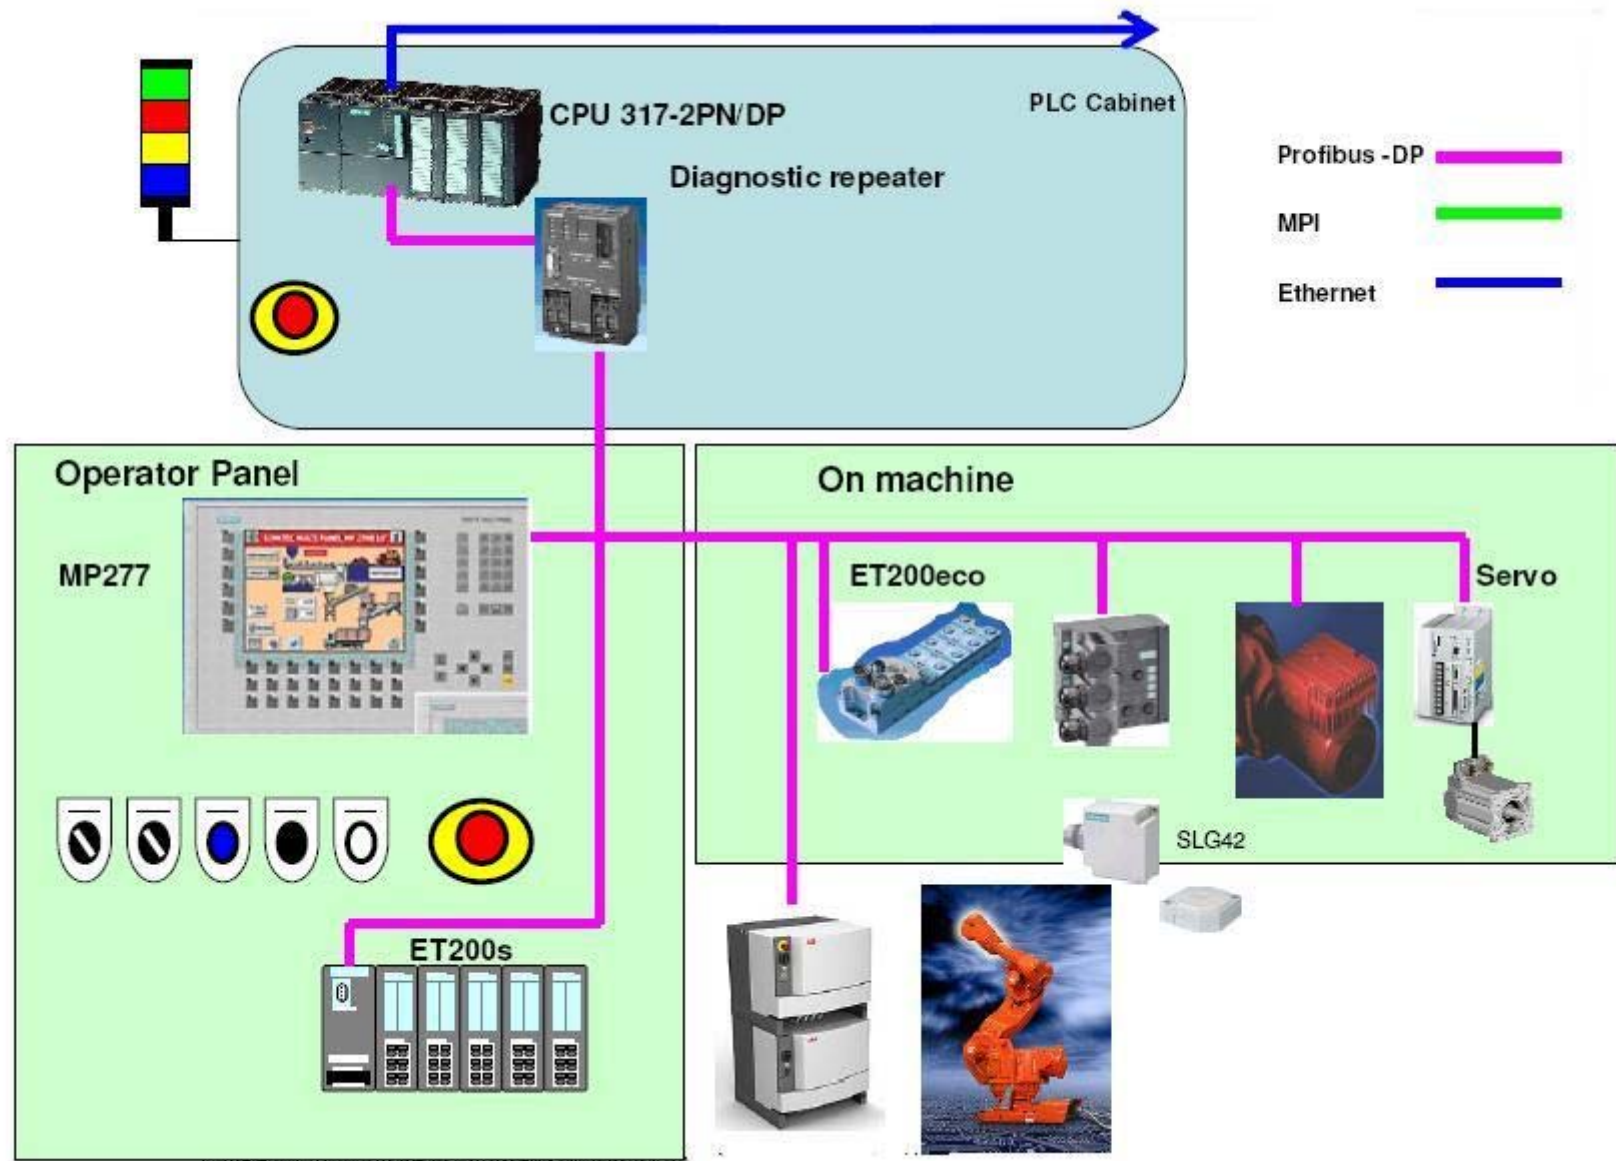 CPU 317-2PN/DP
PLC Cabinet
Diagnostic repeater
Profibus -DP
MPI
Ethernet
Operator Panel
MP277
On machine
ET200eco
Servo
SLG42
ET200s